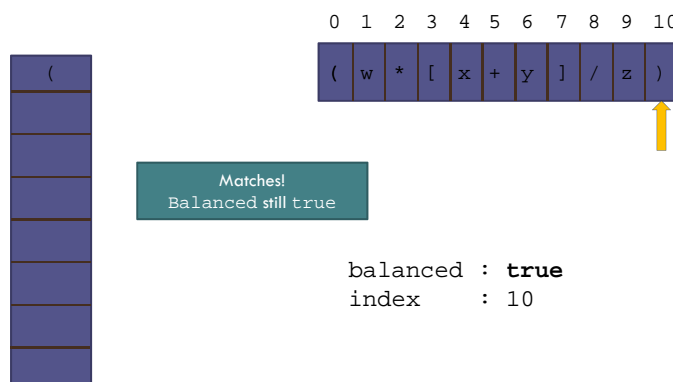 0 1 2 3 4 5 6 7 8 9 10
(
( w * [ x + y ] / z )
Matches!
Balanced still true
balanced : true
index : 10